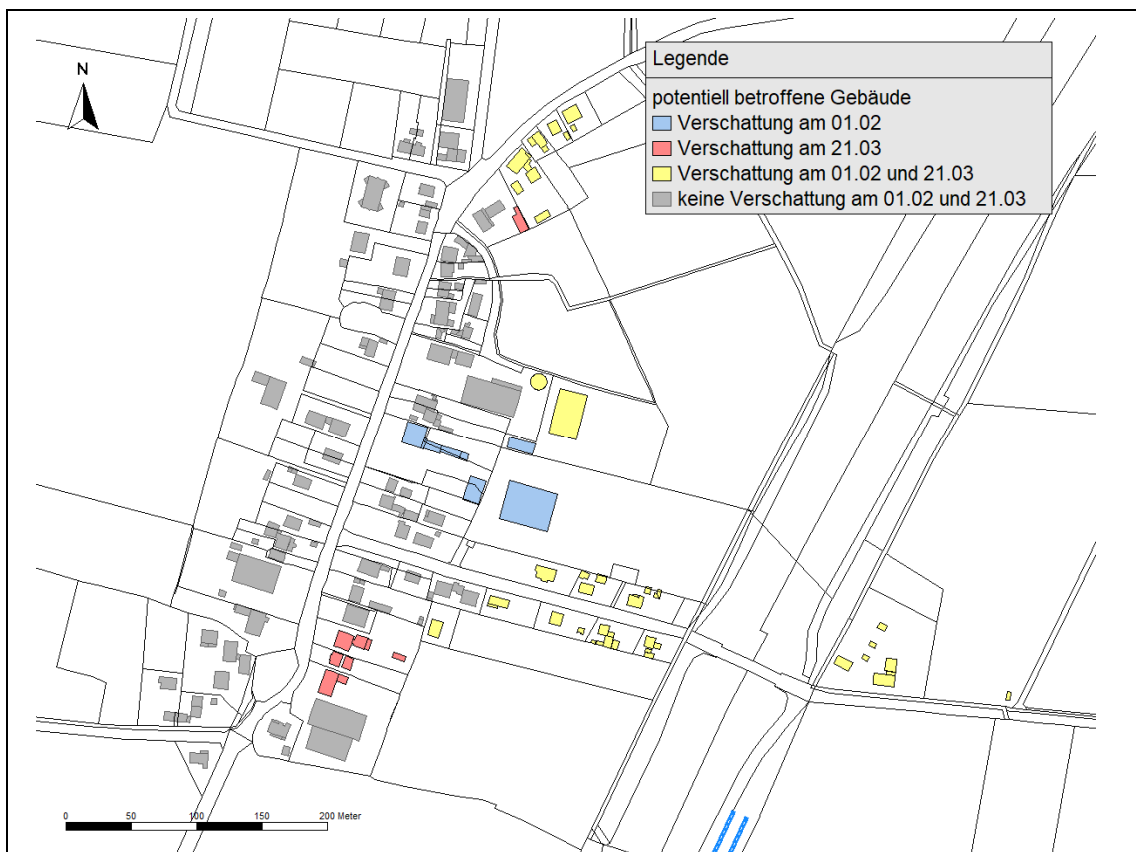 N
Legende
potentiell betroffene Gebäude
Verschattung am 01.02
Verschattung am 21.03
Verschattung am 01.02 und 21.03
keine Verschattung am 01.02 und 21.03
0 50 100 150 200 Meter